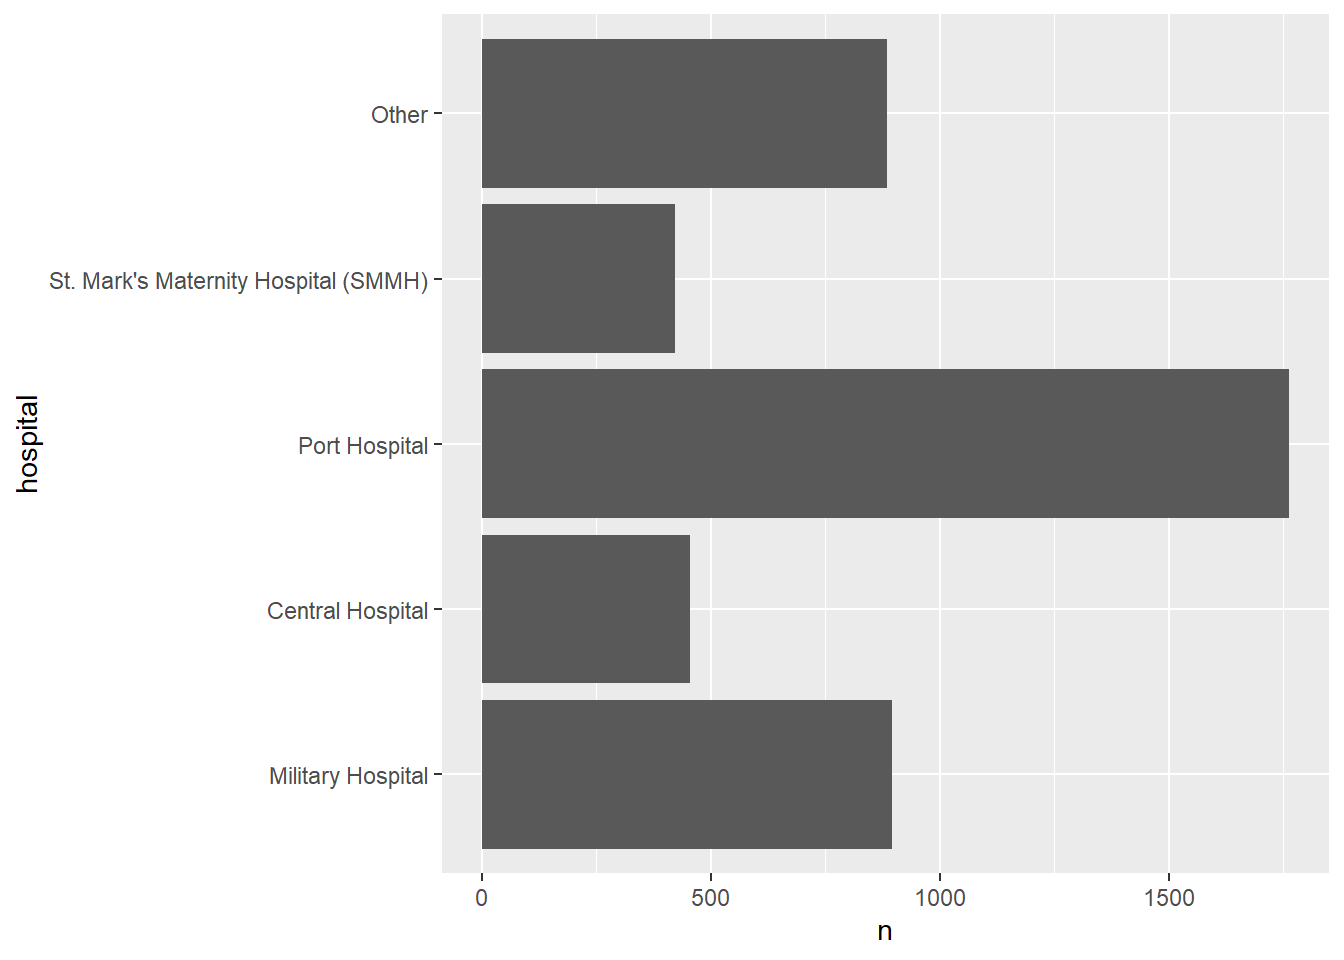 Other
St. Mark's Maternity Hospital (SMMH)
Port Hospital
Central Hospital
Military Hospital
hospital
0 500 1000 1500
n